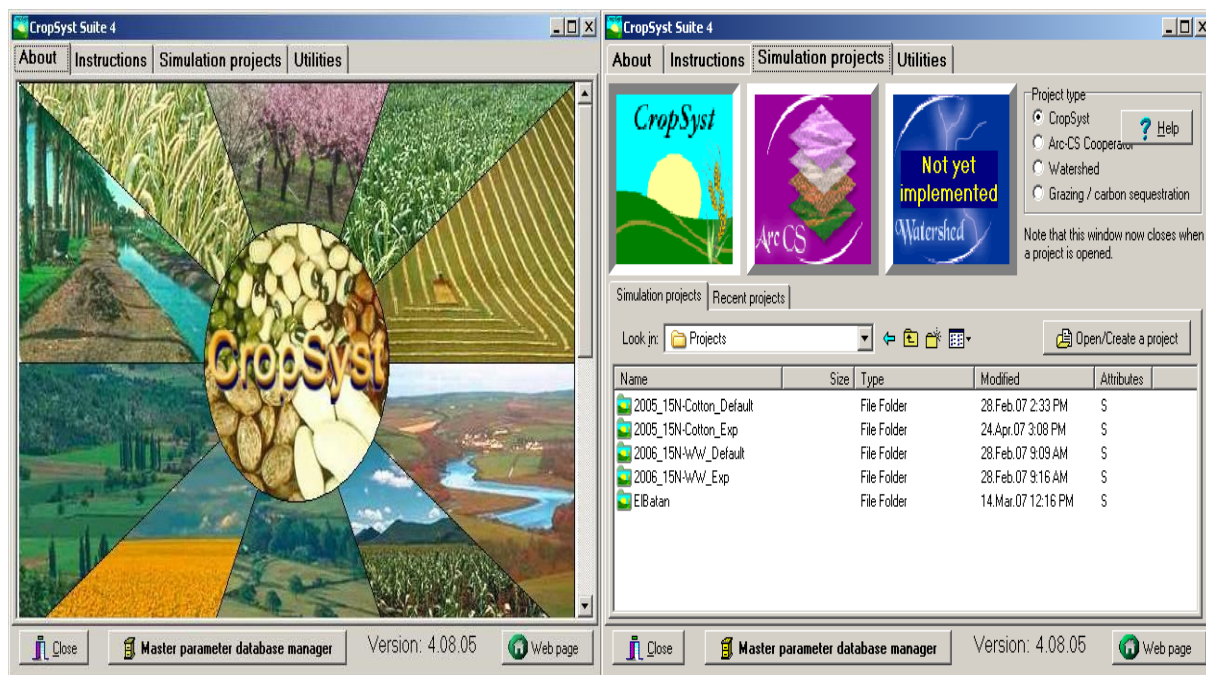 CropSyst Suite 4
About Instructions Simulation projects Utilities
CropSyst
Close Master parameter database manager Version: 4.08.05 Web page
CropSyst Suite 4
About Instructions Simulation projects Utilities
CropSyst
Arc CS
Not yet
implemented
Watershed
Project type
CropSyst
Help
Arc-CS Cooperator
Watershed
Grazing / carbon sequestration
Note that this window now closes when
a project is opened.
Simulation projects Recent projects
Look in: Projects Open/Create a project
Name Size Type Modified Attributes
2005_15N-Cotton_Default File Folder 28.Feb.07 2:33 PM S
2005_15N-Cotton_Exp File Folder 24.Apr.07 3:08 PM S
2006_15N-WW_Default File Folder 28.Feb.07 9:09 AM S
2006_15N-WW_Exp File Folder 28.Feb.07 9:16 AM S
ElBatan File Folder 14.Mar.07 12:16 PM S
Close Master parameter database manager Version: 4.08.05 Web page